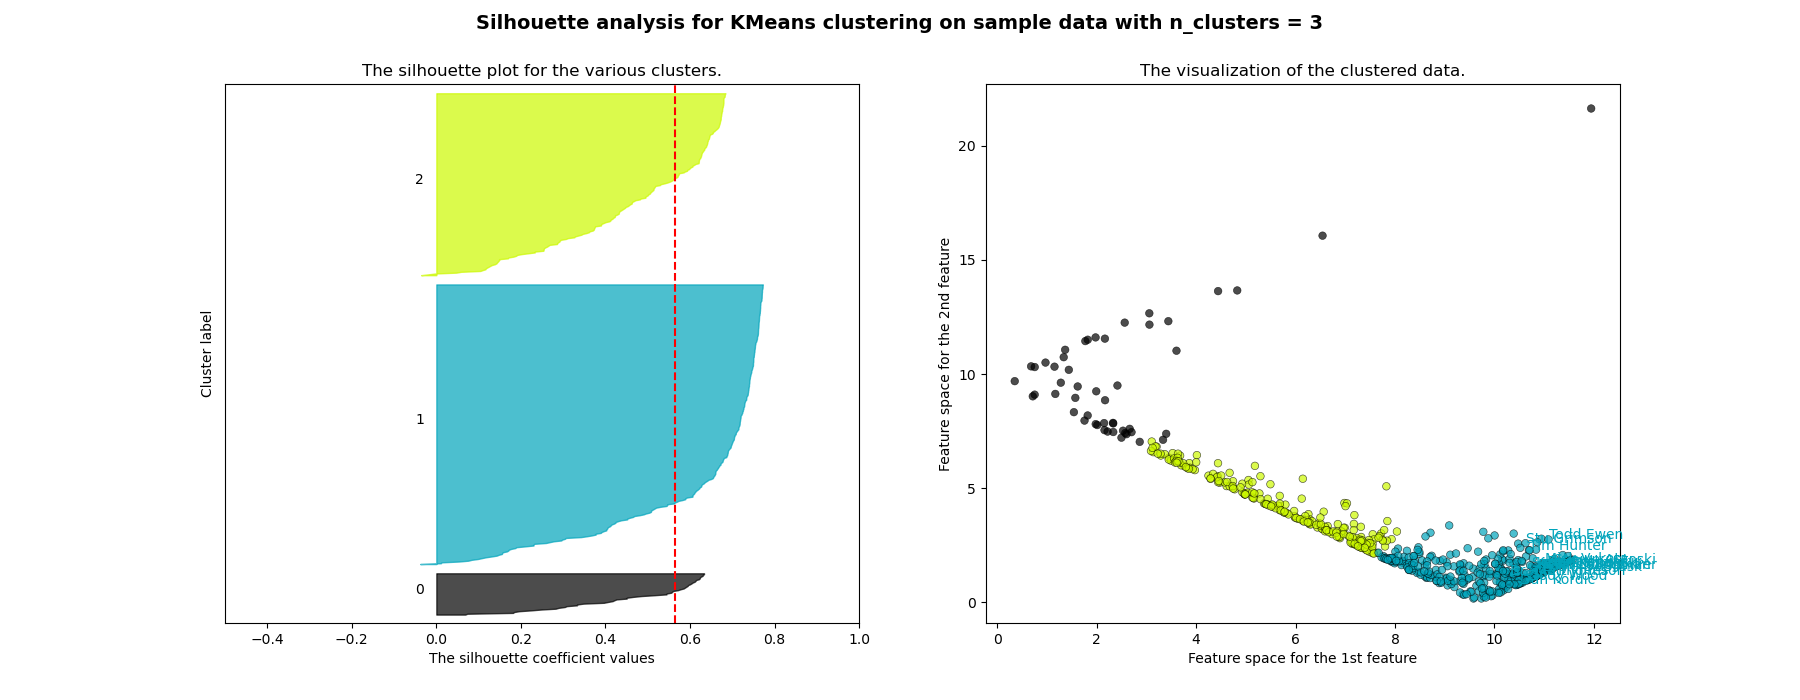 Silhouette analysis for KMeans clustering on sample data with n_clusters = 3
The silhouette plot for the various clusters.
2
1
0
Cluster label
−0.4 −0.2 0.0 0.2 0.4 0.6 0.8 1.0
The silhouette coefficient values
The visualization of the clustered data.
20
15
10
5
0
Feature space for the 2nd feature
Todd Ewen
Hunter
Wood
Kordic
0 2 4 6 8 10 12
Feature space for the 1st feature